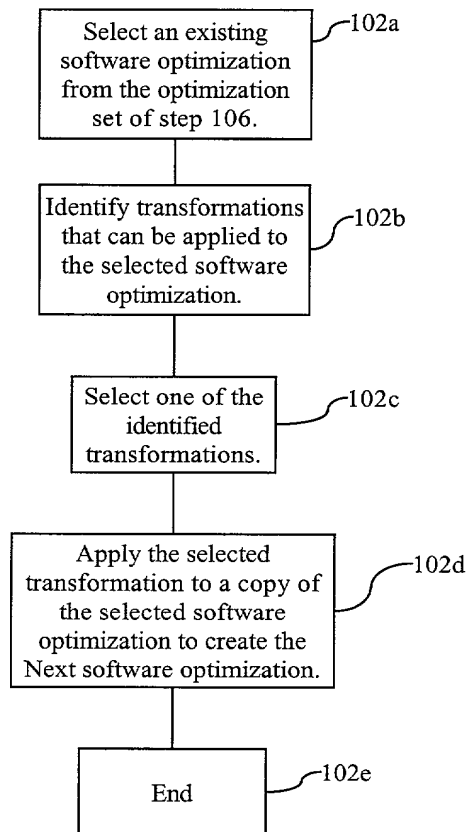 Select an existing
software optimization
from the optimization
set of step 106.
102a
Identify transformations
that can be applied to
the selected software
optimization.
102b
Select one of the
identified
transformations.
102c
Apply the selected
transformation to a copy of
the selected software
optimization to create the
Next software optimization.
102d
End
102e